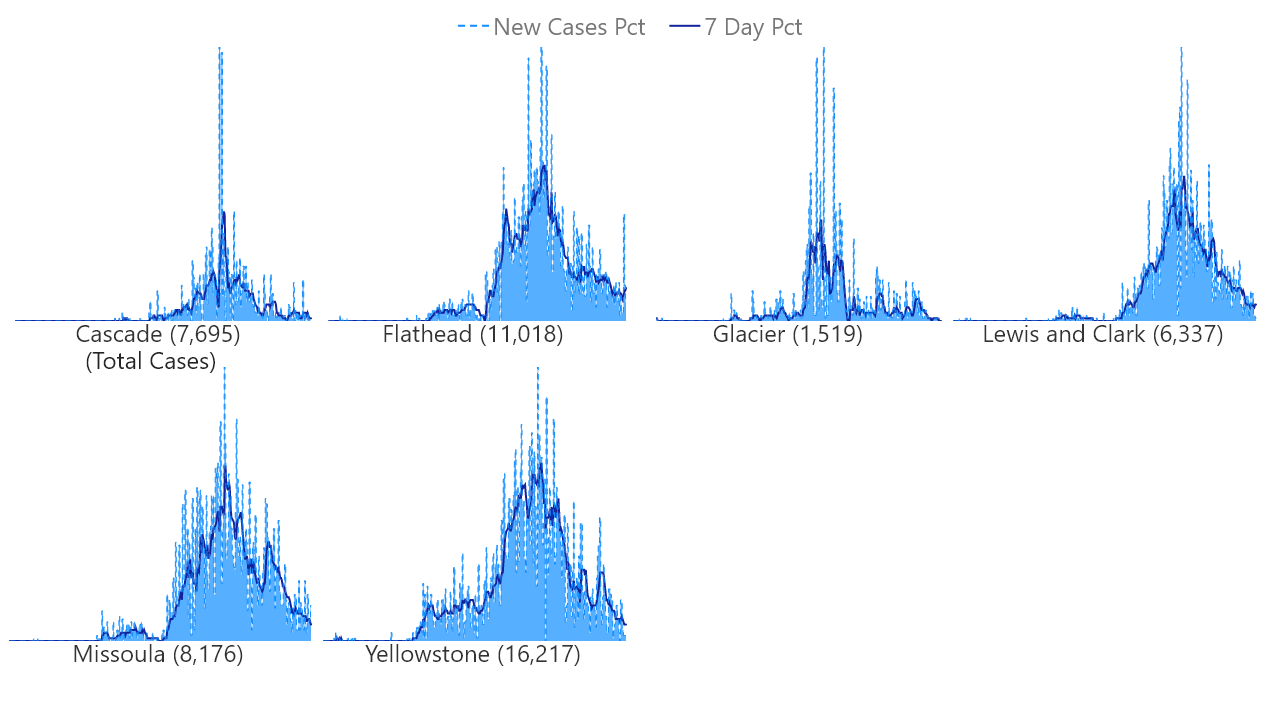 New Cases Pct 7 Day Pct
Cascade (7,695) Flathead (11,018) Glacier (1,519) Lewis and Clark (6,337)
(Total Cases)
Missoula (8,176) Yellowstone (16,217)